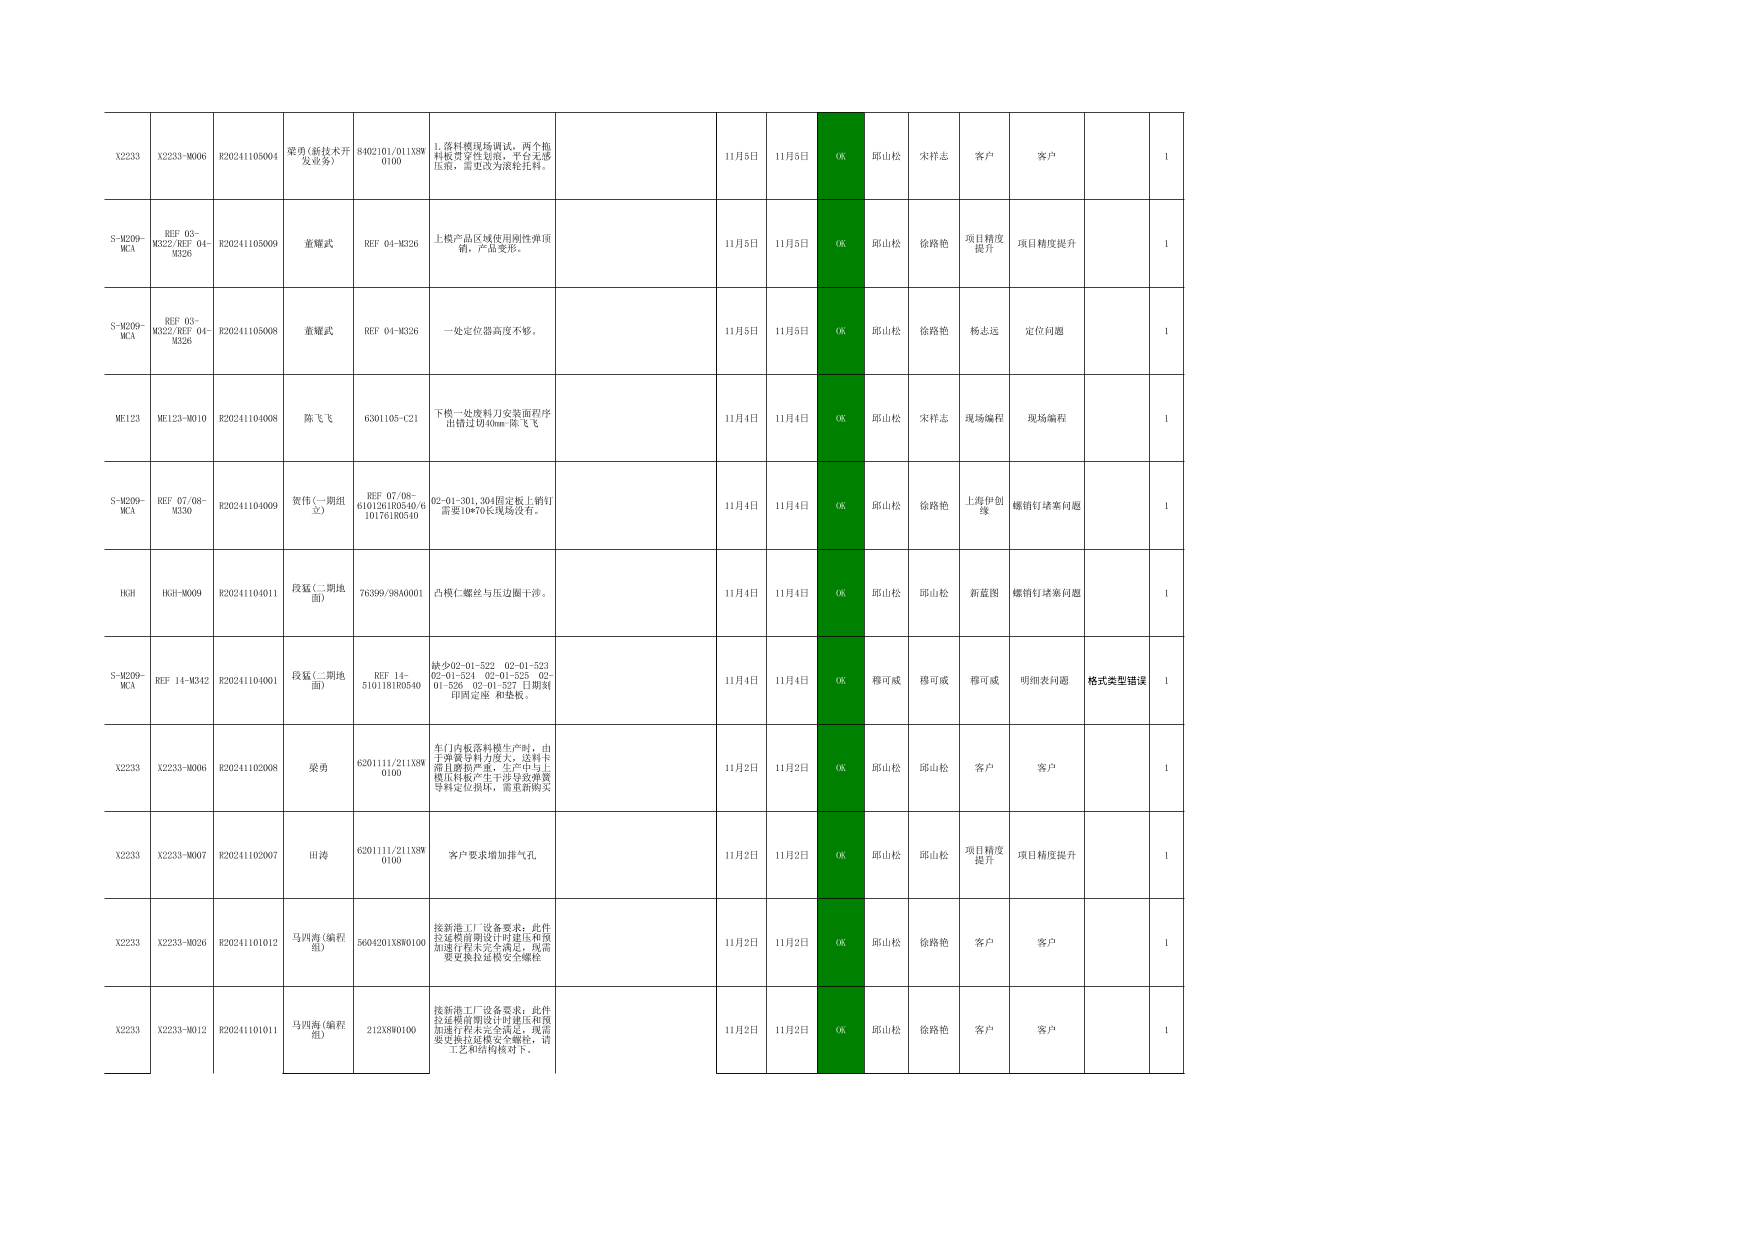 X2233 X2233-M006 R20241105004 梁勇(新技术开
发业务) 8402101/011X8W
0100 1.落料模现场调试，两个拖
料板贯穿性划痕，平台无感
压痕，需更改为滚轮托料。 11月5日 11月5日 OK 邱山松 宋祥志 客户 客户 1
S-M209-
MCA REF 03-
M322/REF 04-
M326 R20241105009 董耀武 REF 04-M326 上模产品区域使用刚性弹顶
销，产品变形。 11月5日 11月5日 OK 邱山松 徐路艳 项目精度
提升 项目精度提升 1
S-M209-
MCA REF 03-
M322/REF 04-
M326 R20241105008 董耀武 REF 04-M326 一处定位器高度不够。 11月5日 11月5日 OK 邱山松 徐路艳 杨志远 定位问题 1
ME123 ME123-M010 R20241104008 陈飞飞 6301105-C21 下模一处废料刀安装面程序
出错过切40mm-陈飞飞 11月4日 11月4日 OK 邱山松 宋祥志 现场编程 现场编程 1
S-M209-
MCA REF 07/08-
M330 R20241104009 贺伟(一期组
立) REF 07/08-
6101261R0540/6
101761R0540 02-01-301,304固定板上销钉
需要10*70长现场没有。 11月4日 11月4日 OK 邱山松 徐路艳 上海伊创
缘 螺销钉堵塞问题 1
HGH HGH-M009 R20241104011 段猛(二期地
面) 76399/98A0001 凸模仁螺丝与压边圈干涉。 11月4日 11月4日 OK 邱山松 邱山松 新蓝图 螺销钉堵塞问题 1
S-M209-
MCA REF 14-M342 R20241104001 段猛(二期地
面) REF 14-
5101181R0540 缺少02-01-522 02-01-523
02-01-524 02-01-525 02-
01-526 02-01-527 日期刻
印固定座 和垫板。 11月4日 11月4日 OK 穆可威 穆可威 穆可威 明细表问题 格式类型错误 1
X2233 X2233-M006 R20241102008 梁勇 6201111/211X8W
0100 车门内板落料模生产时，由
于弹簧导料力度大，送料卡
滞且磨损严重，生产中与上
模压料板产生干涉导致弹簧
导料定位损坏，需重新购买 11月2日 11月2日 OK 邱山松 邱山松 客户 客户 1
X2233 X2233-M007 R20241102007 田涛 6201111/211X8W
0100 客户要求增加排气孔 11月2日 11月2日 OK 邱山松 邱山松 项目精度
提升 项目精度提升 1
X2233 X2233-M026 R20241101012 马四海(编程
组) 5604201X8W0100 接新港工厂设备要求：此件
拉延模前期设计时建压和预
加速行程未完全满足，现需
要更换拉延模安全螺栓 11月2日 11月2日 OK 邱山松 徐路艳 客户 客户 1
X2233 X2233-M012 R20241101011 马四海(编程
组) 212X8W0100 接新港工厂设备要求：此件
拉延模前期设计时建压和预
加速行程未完全满足，现需
要更换拉延模安全螺栓，请
工艺和结构核对下。 11月2日 11月2日 OK 邱山松 徐路艳 客户 客户 1